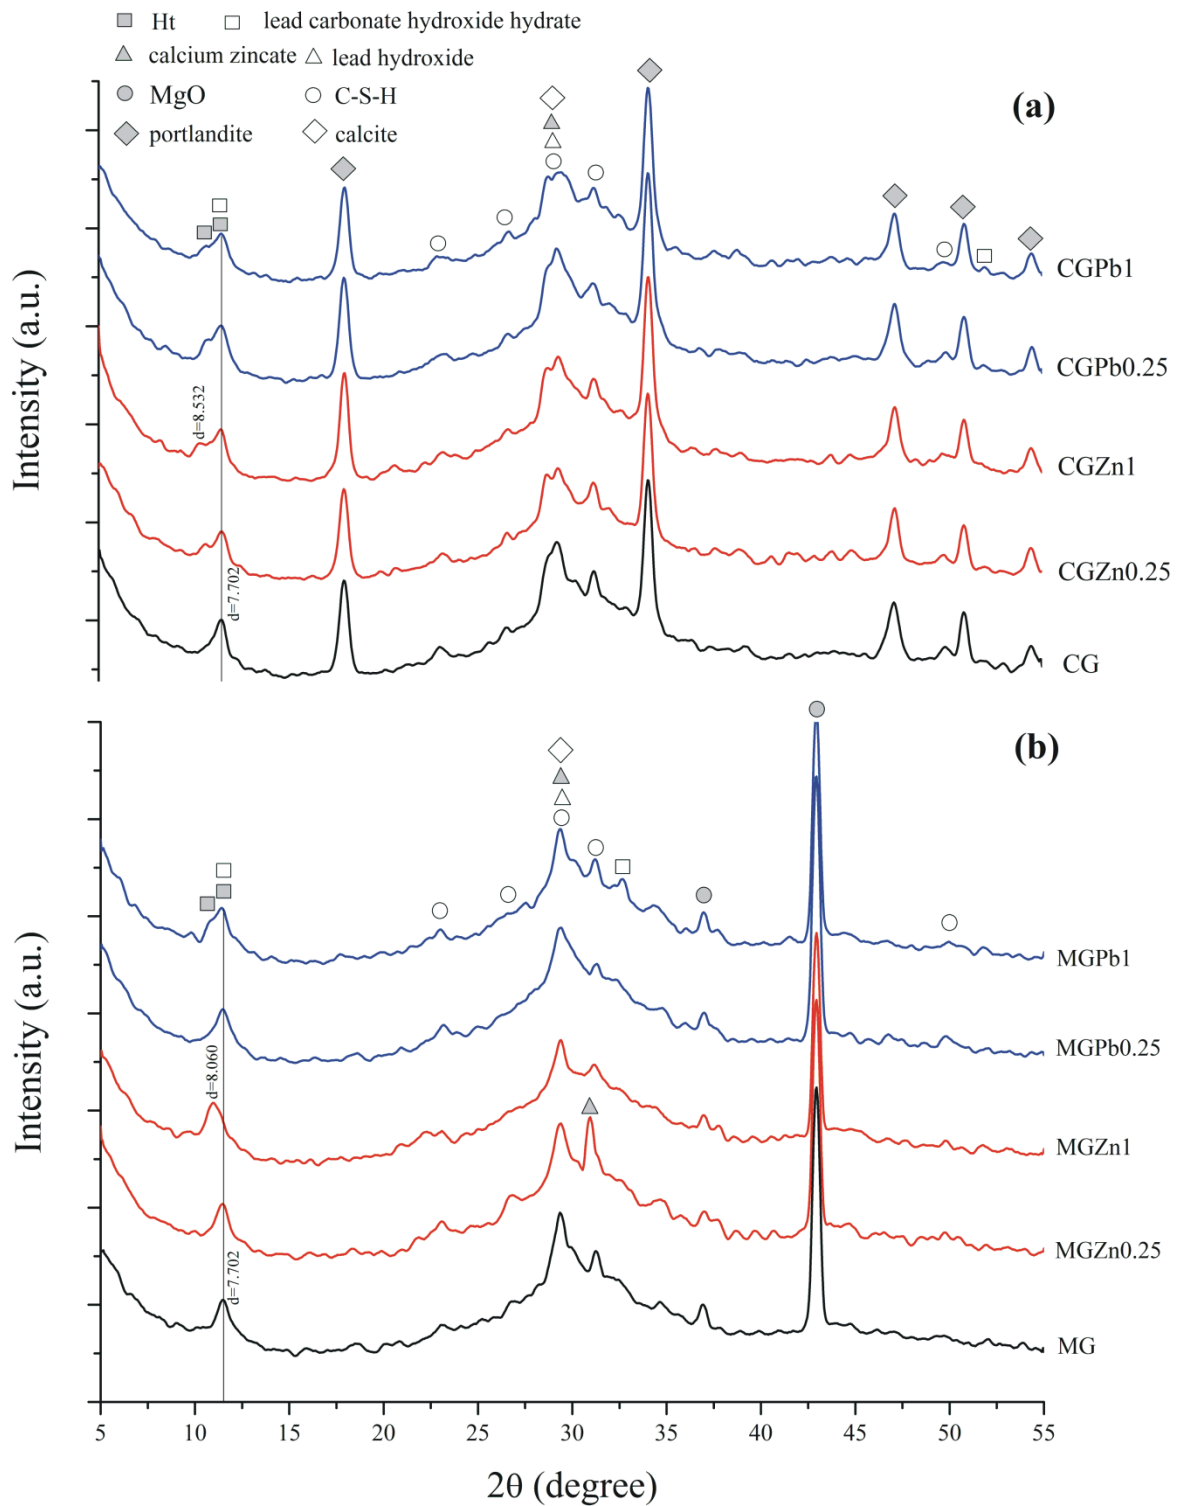 Ht lead carbonate hydroxide hydrate
calcium zincate lead hydroxide
MgO C-S-H
portlandite calcite
(a)
Intensity (a.u.)
CGPb1
CGPb0.25
d=8.532
CGZn1
CGZn0.25
d=7.702
CG
(b)
Intensity (a.u.)
MGPb1
MGPb0.25
d=8.060
MGZn1
MGZn0.25
d=7.702
MG
5 10 15 20 25 30 35 40 45 50 55
2θ (degree)